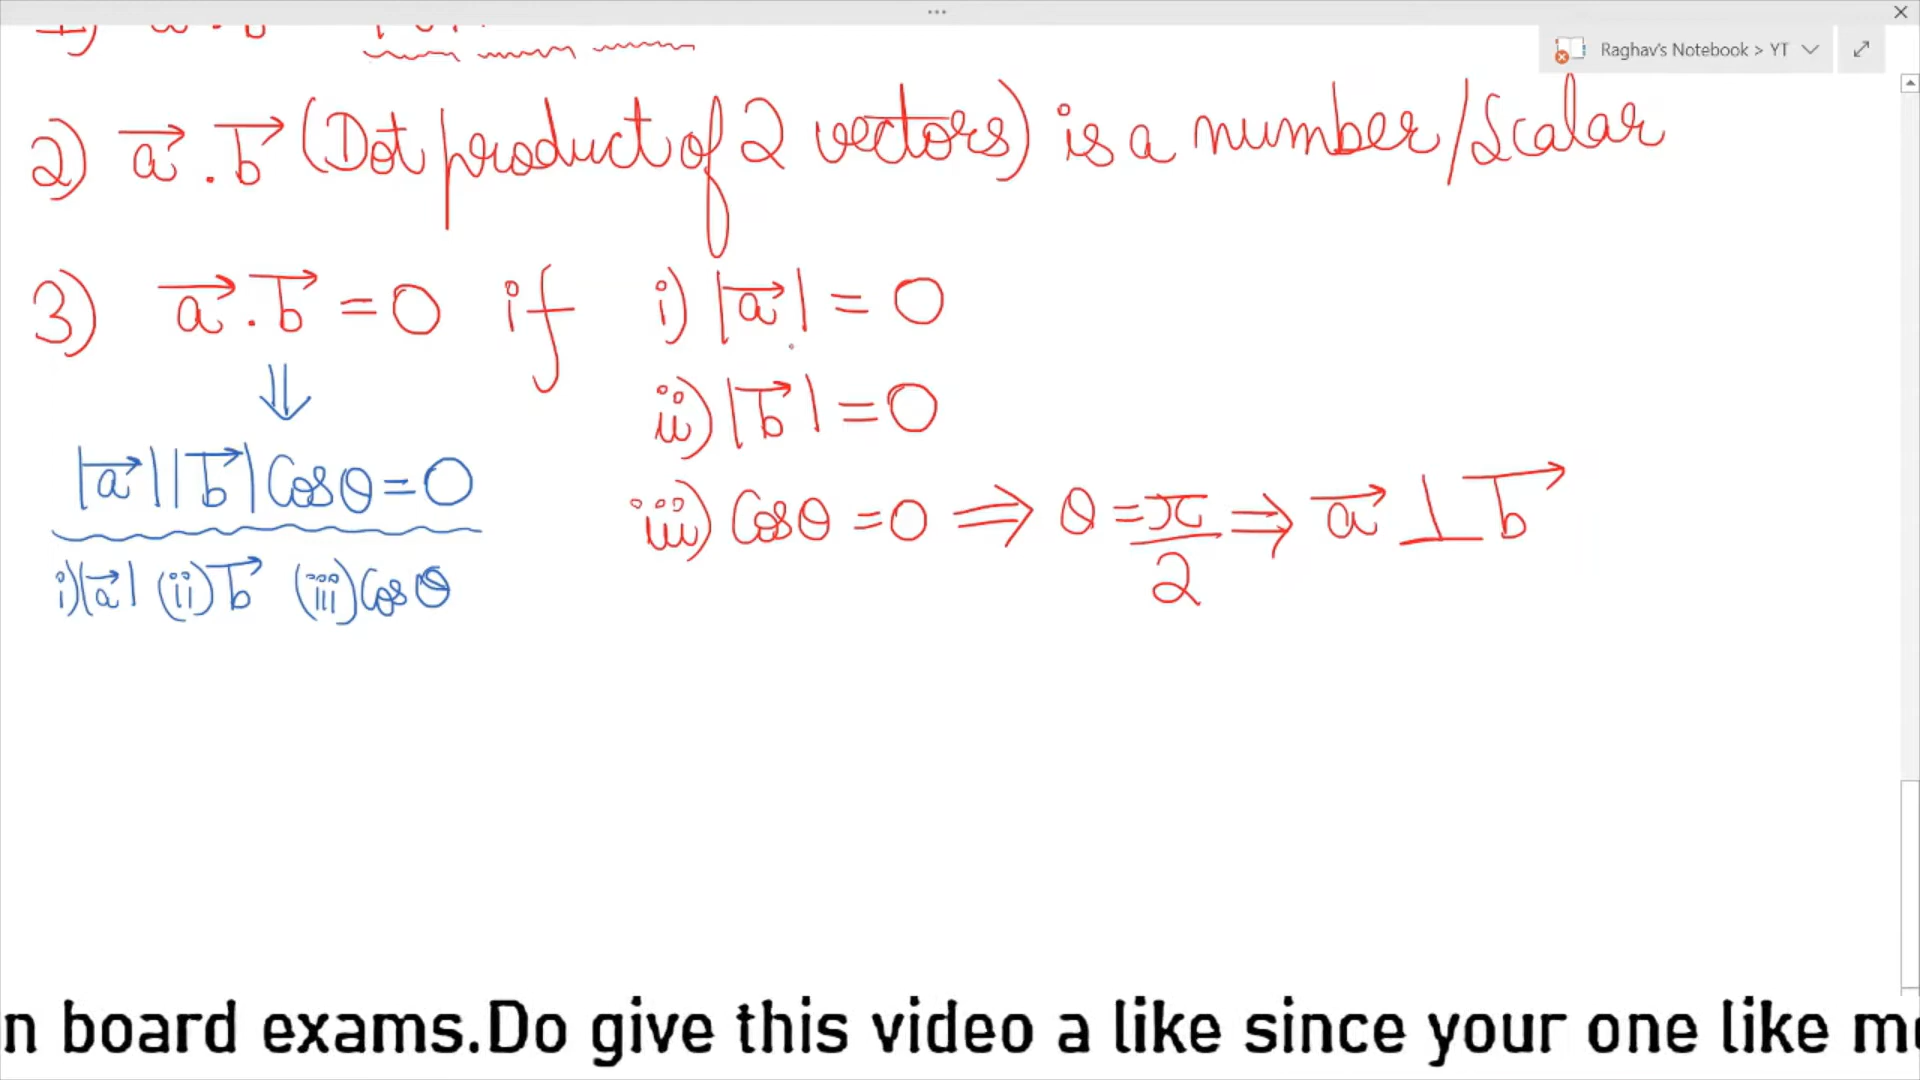 Raghav's Notebook > YT
2) a⃗ . b⃗ (Dot product of 2 vectors) is a number/Scalar
3) a⃗ . b⃗ = 0 if i) |a⃗| = 0
ii) |b⃗| = 0
iii) Cosθ = 0 ⇒ θ = π/2 ⇒ a⃗ ⊥ b⃗
⇓
|a⃗| |b⃗| Cosθ = 0
i) |a⃗| (ii) b⃗ (iii) Cosθ
n board exams.Do give this video a like since your one like m